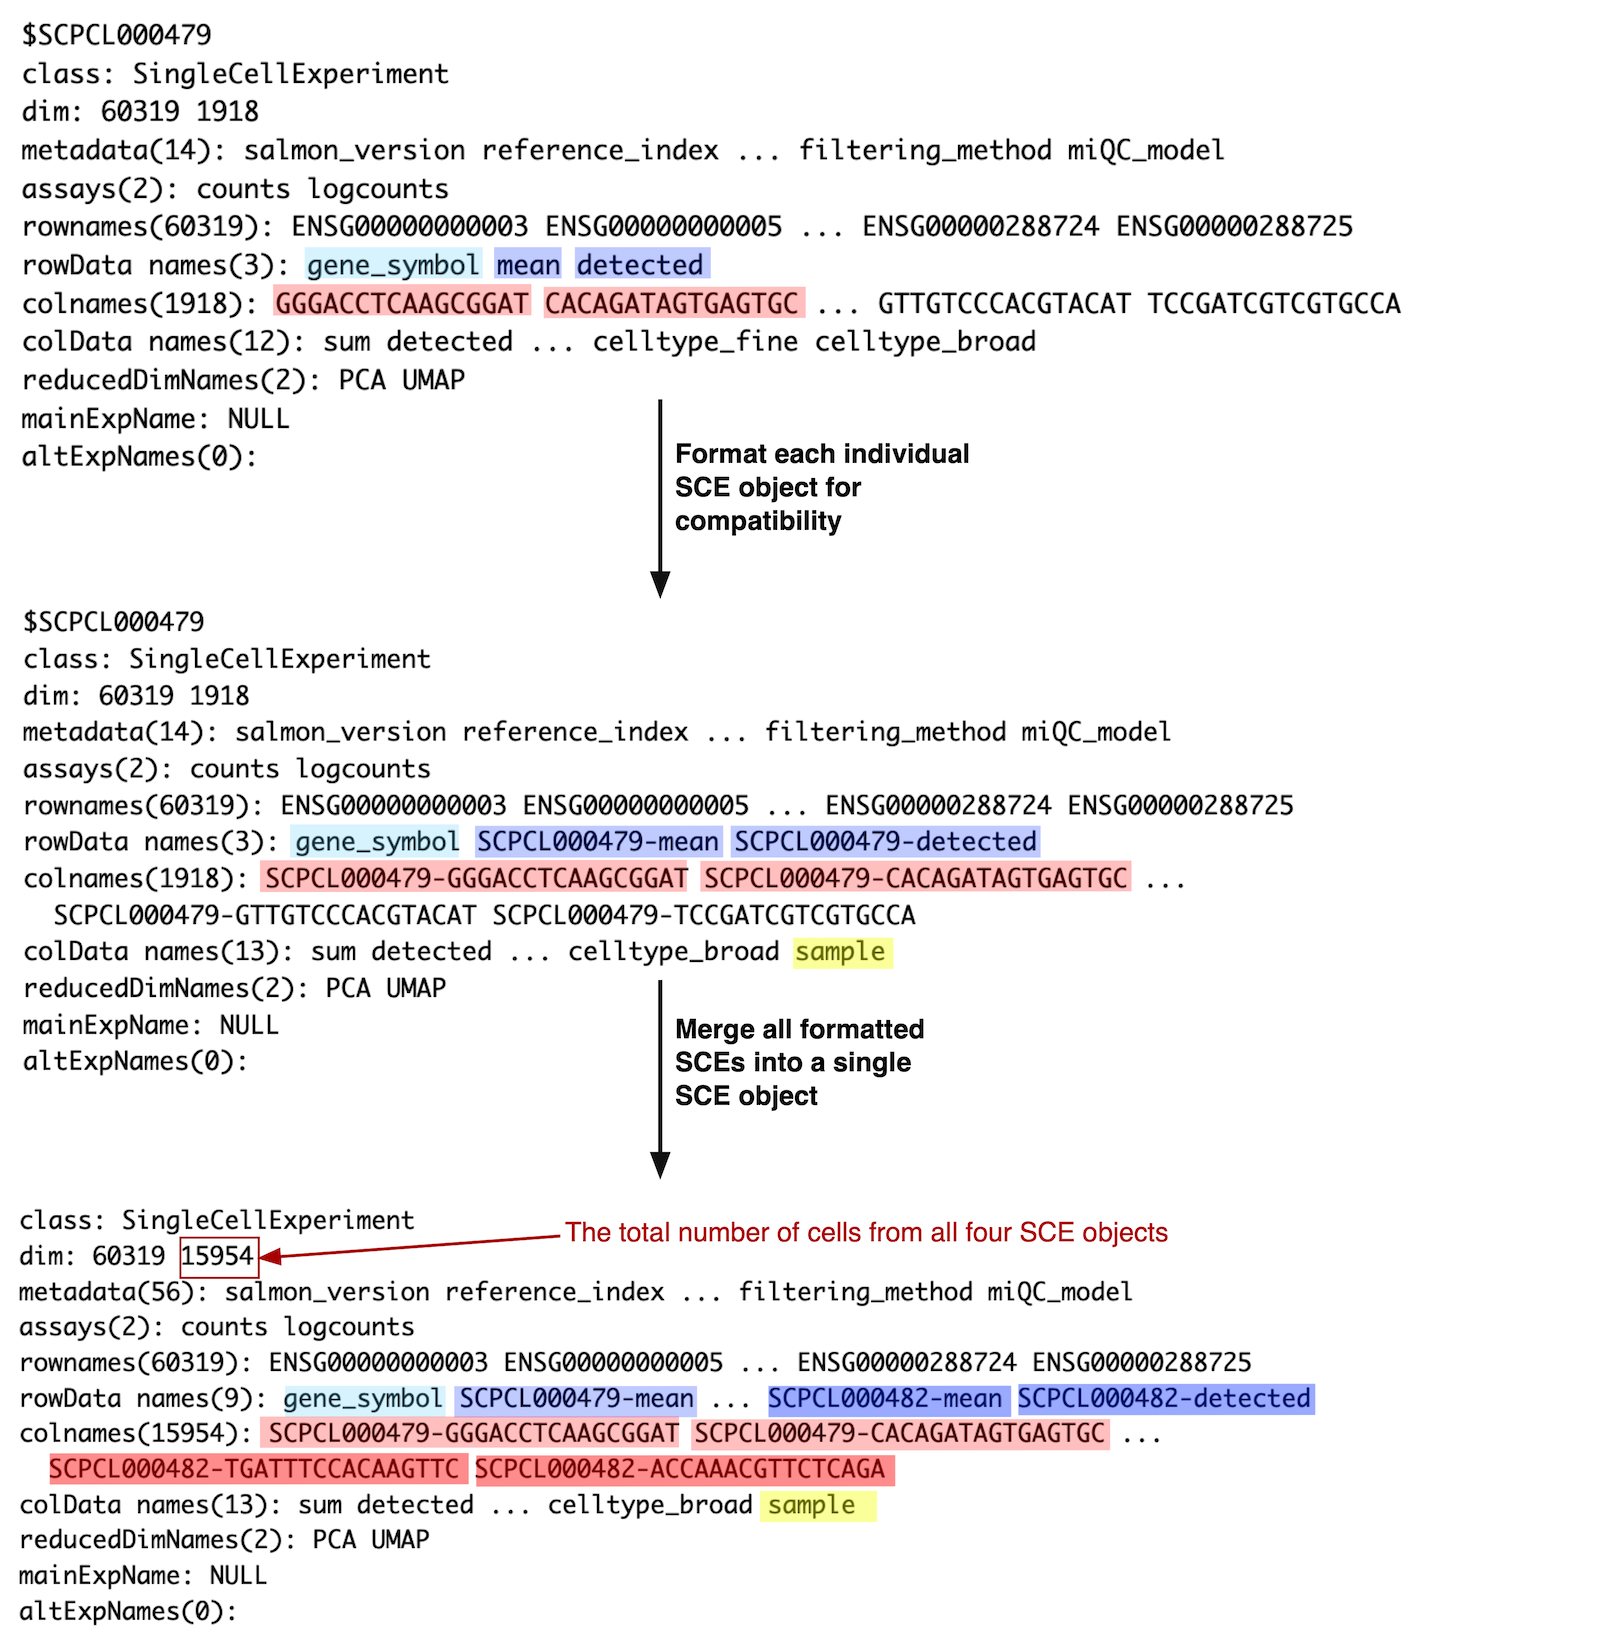 $SCPCL000479
class: SingleCellExperiment
dim: 60319 1918
metadata(14): salmon_version reference_index ... filtering_method miQC_model
assays(2): counts logcounts
rownames(60319): ENSG00000000003 ENSG00000000005 ... ENSG00000288724 ENSG00000288725
rowData names(3): gene_symbol mean detected
colnames(1918): GGGACCTCAAGCGGAT CACAGATAGTGAGTGC ... GTTGTCCCACGTACAT TCCGATCGTCGTGCCA
colData names(12): sum detected ... celltype_fine celltype_broad
reducedDimNames(2): PCA UMAP
mainExpName: NULL
altExpNames(0):
Format each individual
SCE object for
compatibility
$SCPCL000479
class: SingleCellExperiment
dim: 60319 1918
metadata(14): salmon_version reference_index ... filtering_method miQC_model
assays(2): counts logcounts
rownames(60319): ENSG00000000003 ENSG00000000005 ... ENSG00000288724 ENSG00000288725
rowData names(3): gene_symbol SCPCL000479-mean SCPCL000479-detected
colnames(1918): SCPCL000479-GGGACCTCAAGCGGAT SCPCL000479-CACAGATAGTGAGTGC ...
SCPCL000479-GTTGTCCCACGTACAT SCPCL000479-TCCGATCGTCGTGCCA
colData names(13): sum detected ... celltype_broad sample
reducedDimNames(2): PCA UMAP
mainExpName: NULL
altExpNames(0):
Merge all formatted
SCEs into a single
SCE object
class: SingleCellExperiment
The total number of cells from all four SCE objects
dim: 60319 15954
metadata(56): salmon_version reference_index ... filtering_method miQC_model
assays(2): counts logcounts
rownames(60319): ENSG00000000003 ENSG00000000005 ... ENSG00000288724 ENSG00000288725
rowData names(9): gene_symbol SCPCL000479-mean ... SCPCL000482-mean SCPCL000482-detected
colnames(15954): SCPCL000479-GGGACCTCAAGCGGAT SCPCL000479-CACAGATAGTGAGTGC ...
SCPCL000482-TGATTTCCACAAGTTC SCPCL000482-ACCAAACGTTCTCAGA
colData names(13): sum detected ... celltype_broad sample
reducedDimNames(2): PCA UMAP
mainExpName: NULL
altExpNames(0):